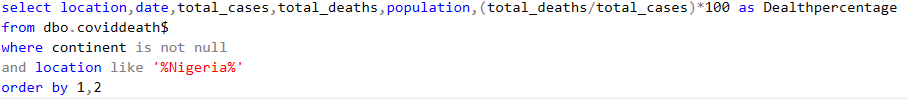 select location,date,total_cases,total_deaths,population,(total_deaths/total_cases)*100 as Dealthpercentage
from dbo.coviddeath$
where continent is not null
and location like '%Nigeria%'
order by 1,2